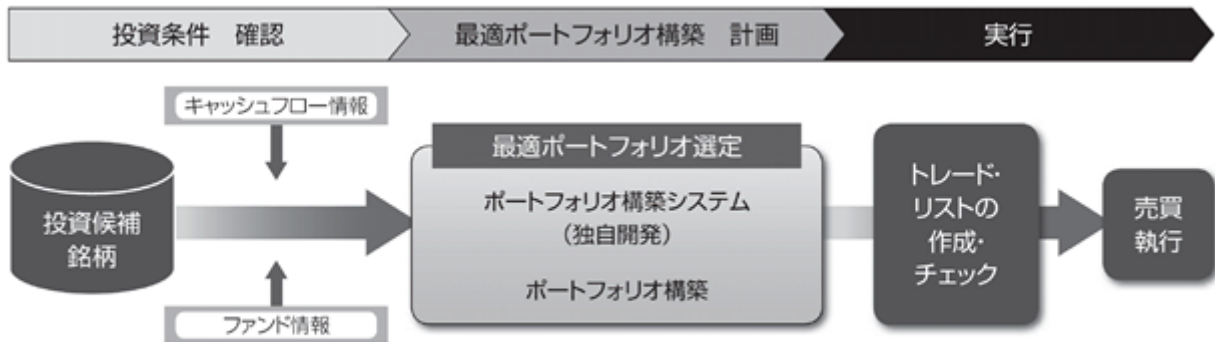 投資条件　確認
最適ポートフォリオ構築　計画
実行
キャッシュフロー情報
投資候補
銘柄
ファンド情報
最適ポートフォリオ選定
ポートフォリオ構築システム
（独自開発）
ポートフォリオ構築
トレード・
リストの
作成・
チェック
売買
執行